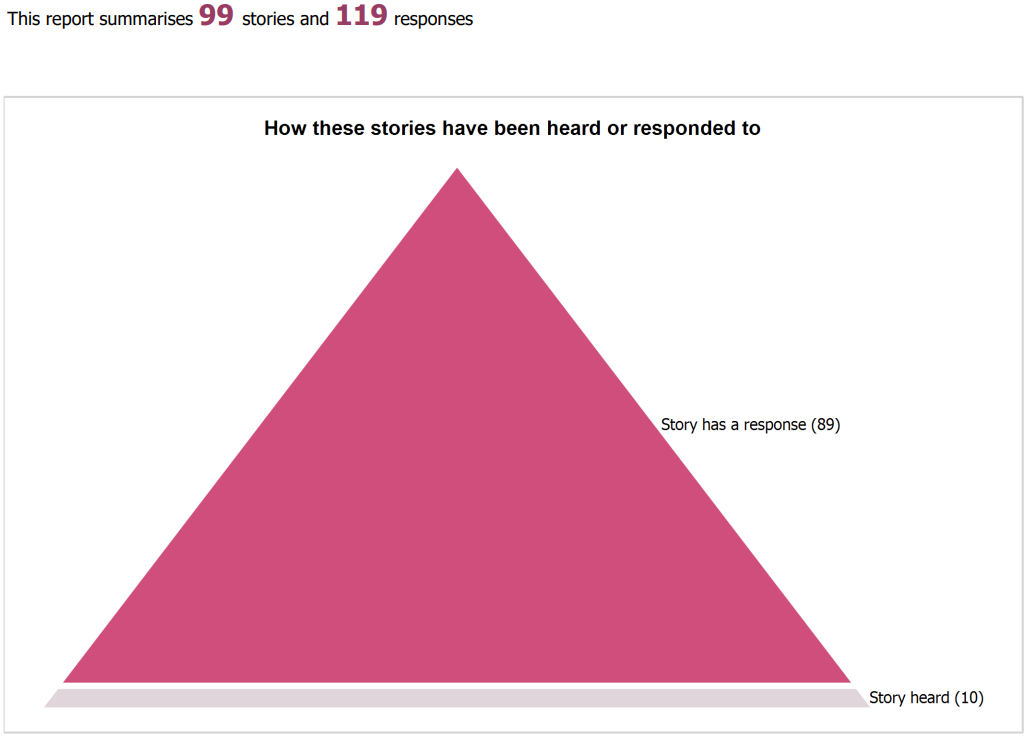 This report summarises 99 stories and 119 responses
How these stories have been heard or responded to
Story has a response (89)
Story heard (10)